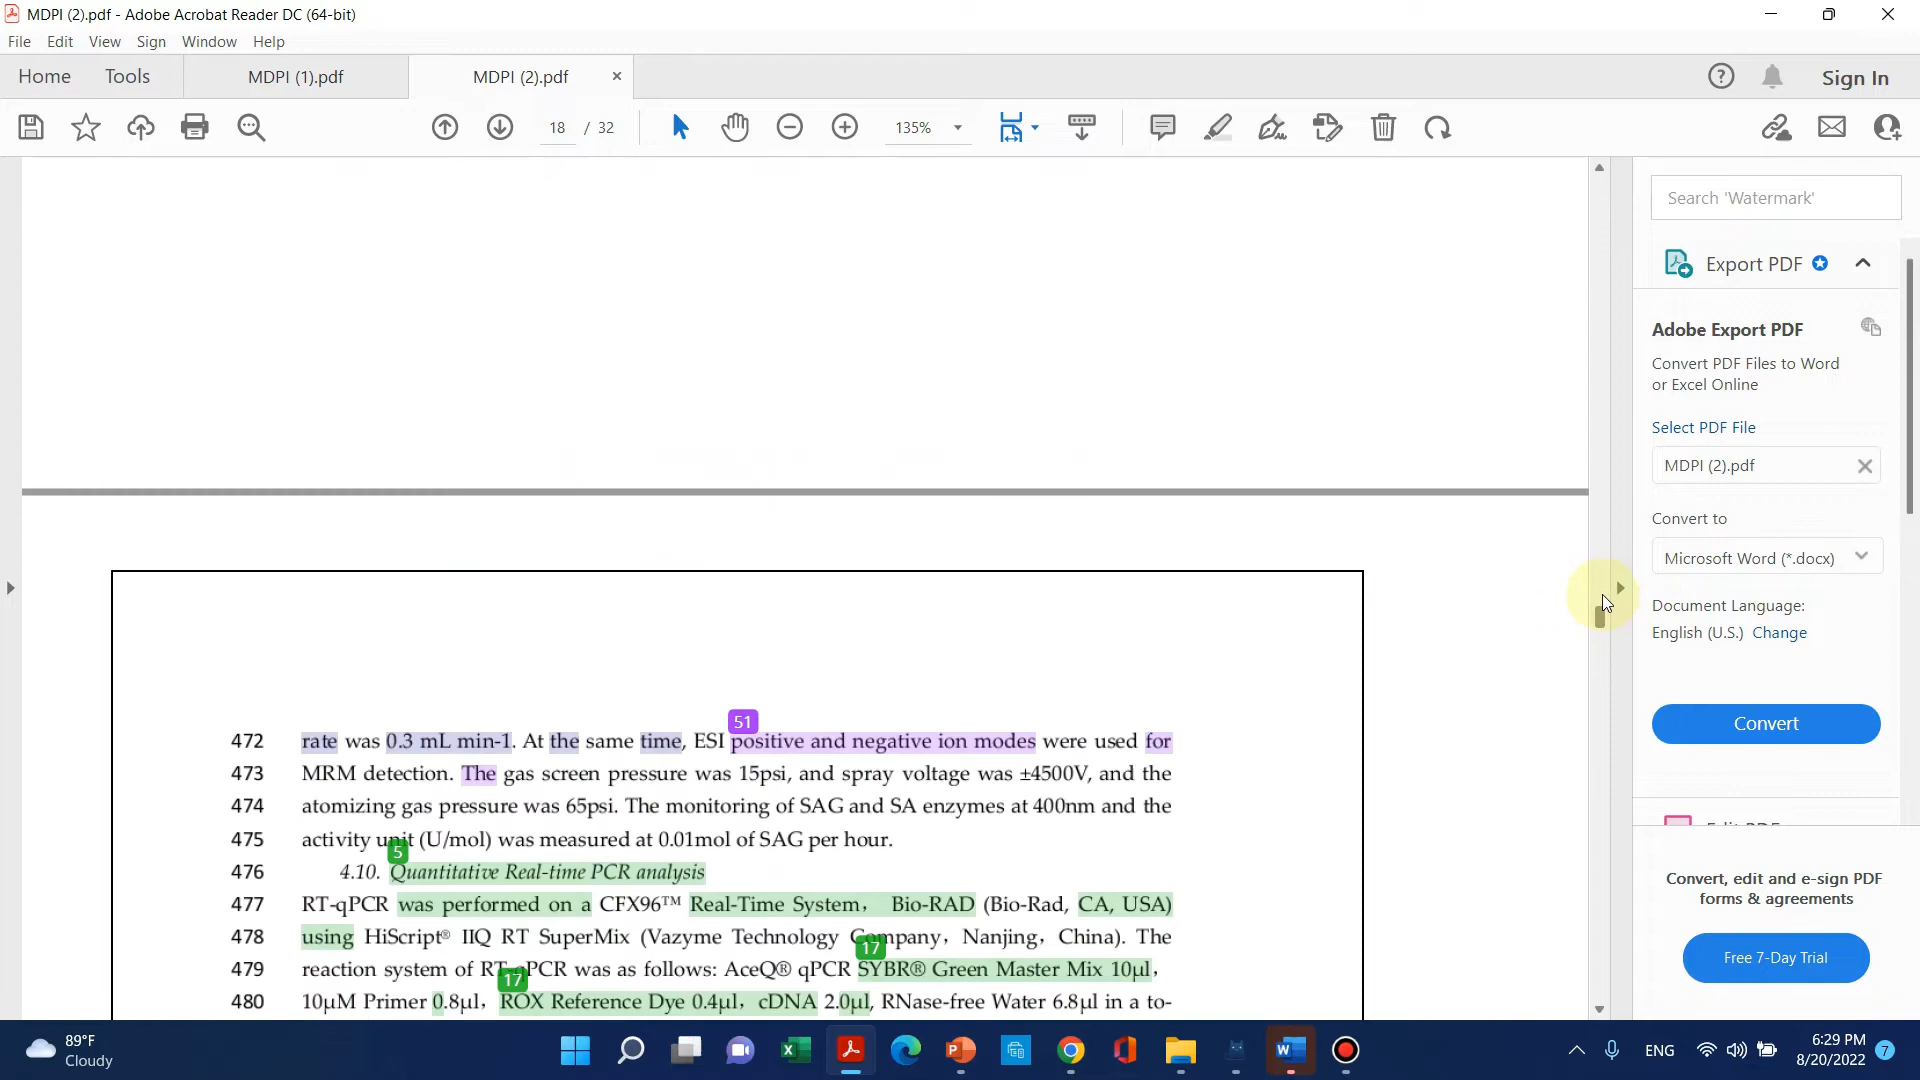 MDPI (2).pdf - Adobe Acrobat Reader DC (64-bit)
File Edit View Sign Window Help
Home Tools MDPI (1).pdf MDPI (2).pdf × Sign In
18 / 32 135%
Search 'Watermark'
Export PDF
Adobe Export PDF
Convert PDF Files to Word
or Excel Online
Select PDF File
MDPI (2).pdf
Convert to
Microsoft Word (*.docx)
Document Language:
English (U.S.) Change
Convert
Edit PDF
Convert, edit and e-sign PDF
forms & agreements
Free 7-Day Trial
51
472 rate was 0.3 mL min-1. At the same time, ESI positive and negative ion modes were used for
473 MRM detection. The gas screen pressure was 15psi, and spray voltage was ±4500V, and the
474 atomizing gas pressure was 65psi. The monitoring of SAG and SA enzymes at 400nm and the
475 activity unit (U/mol) was measured at 0.01mol of SAG per hour.
5
476 4.10. Quantitative Real-time PCR analysis
477 RT-qPCR was performed on a CFX96™ Real-Time System， Bio-RAD (Bio-Rad, CA, USA)
478 using HiScript® IIQ RT SuperMix (Vazyme Technology Company，Nanjing，China). The
17
479 reaction system of RT-qPCR was as follows: AceQ® qPCR SYBR® Green Master Mix 10μl，
17
480 10μM Primer 0.8μl，ROX Reference Dye 0.4μl，cDNA 2.0μl, RNase-free Water 6.8μl in a to-
89°F
Cloudy
ENG
6:29 PM
8/20/2022
7